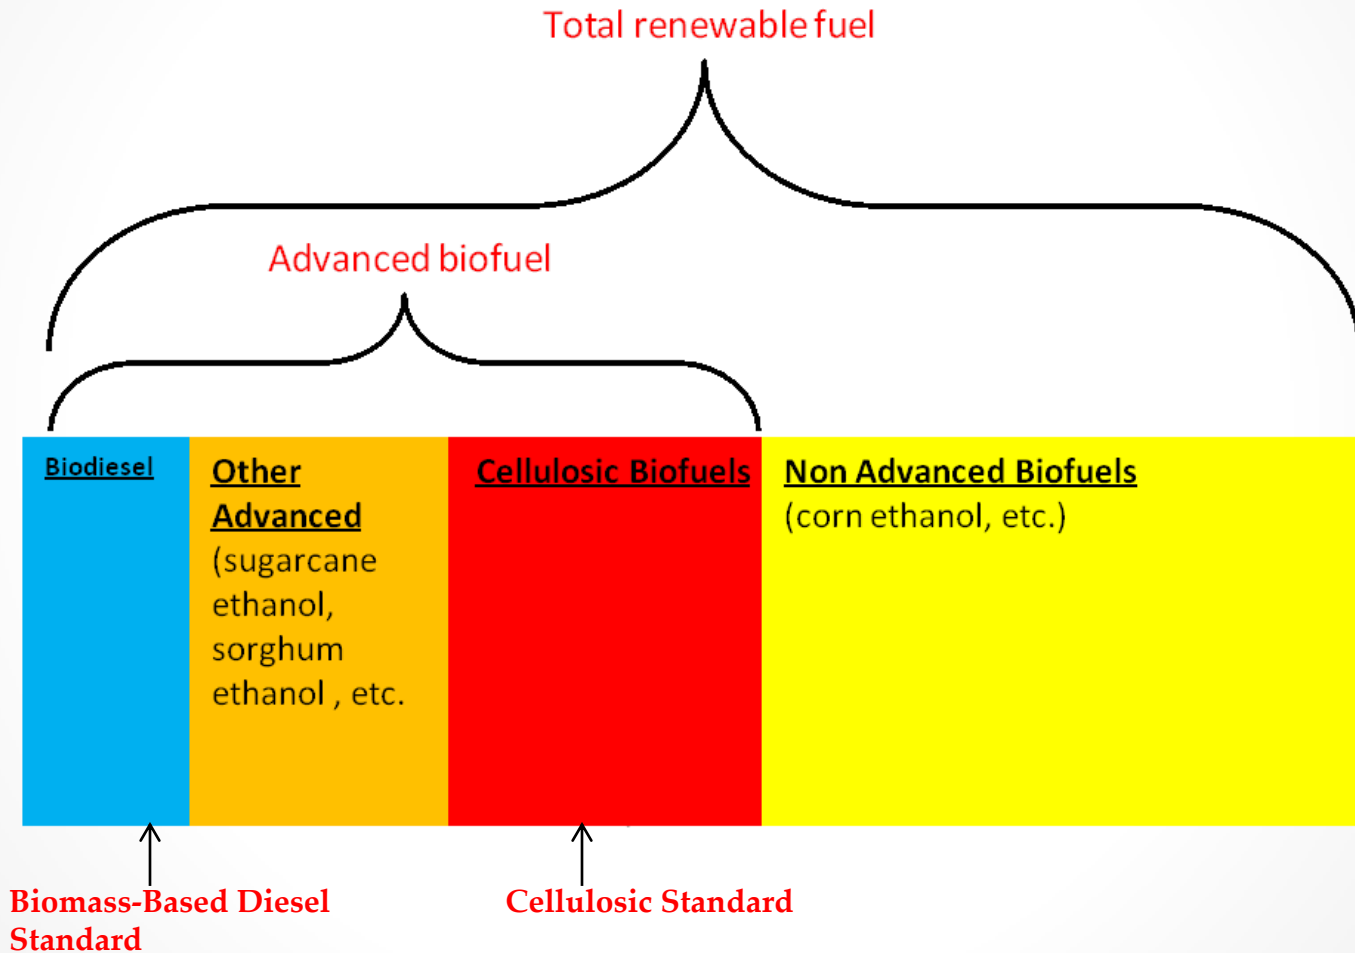 Total renewable fuel
Advanced biofuel
Biodiesel
Other
Advanced
(sugarcane
ethanol,
sorghum
ethanol , etc.
Cellulosic Biofuels
Non Advanced Biofuels
(corn ethanol, etc.)
Biomass-Based Diesel
Standard
Cellulosic Standard